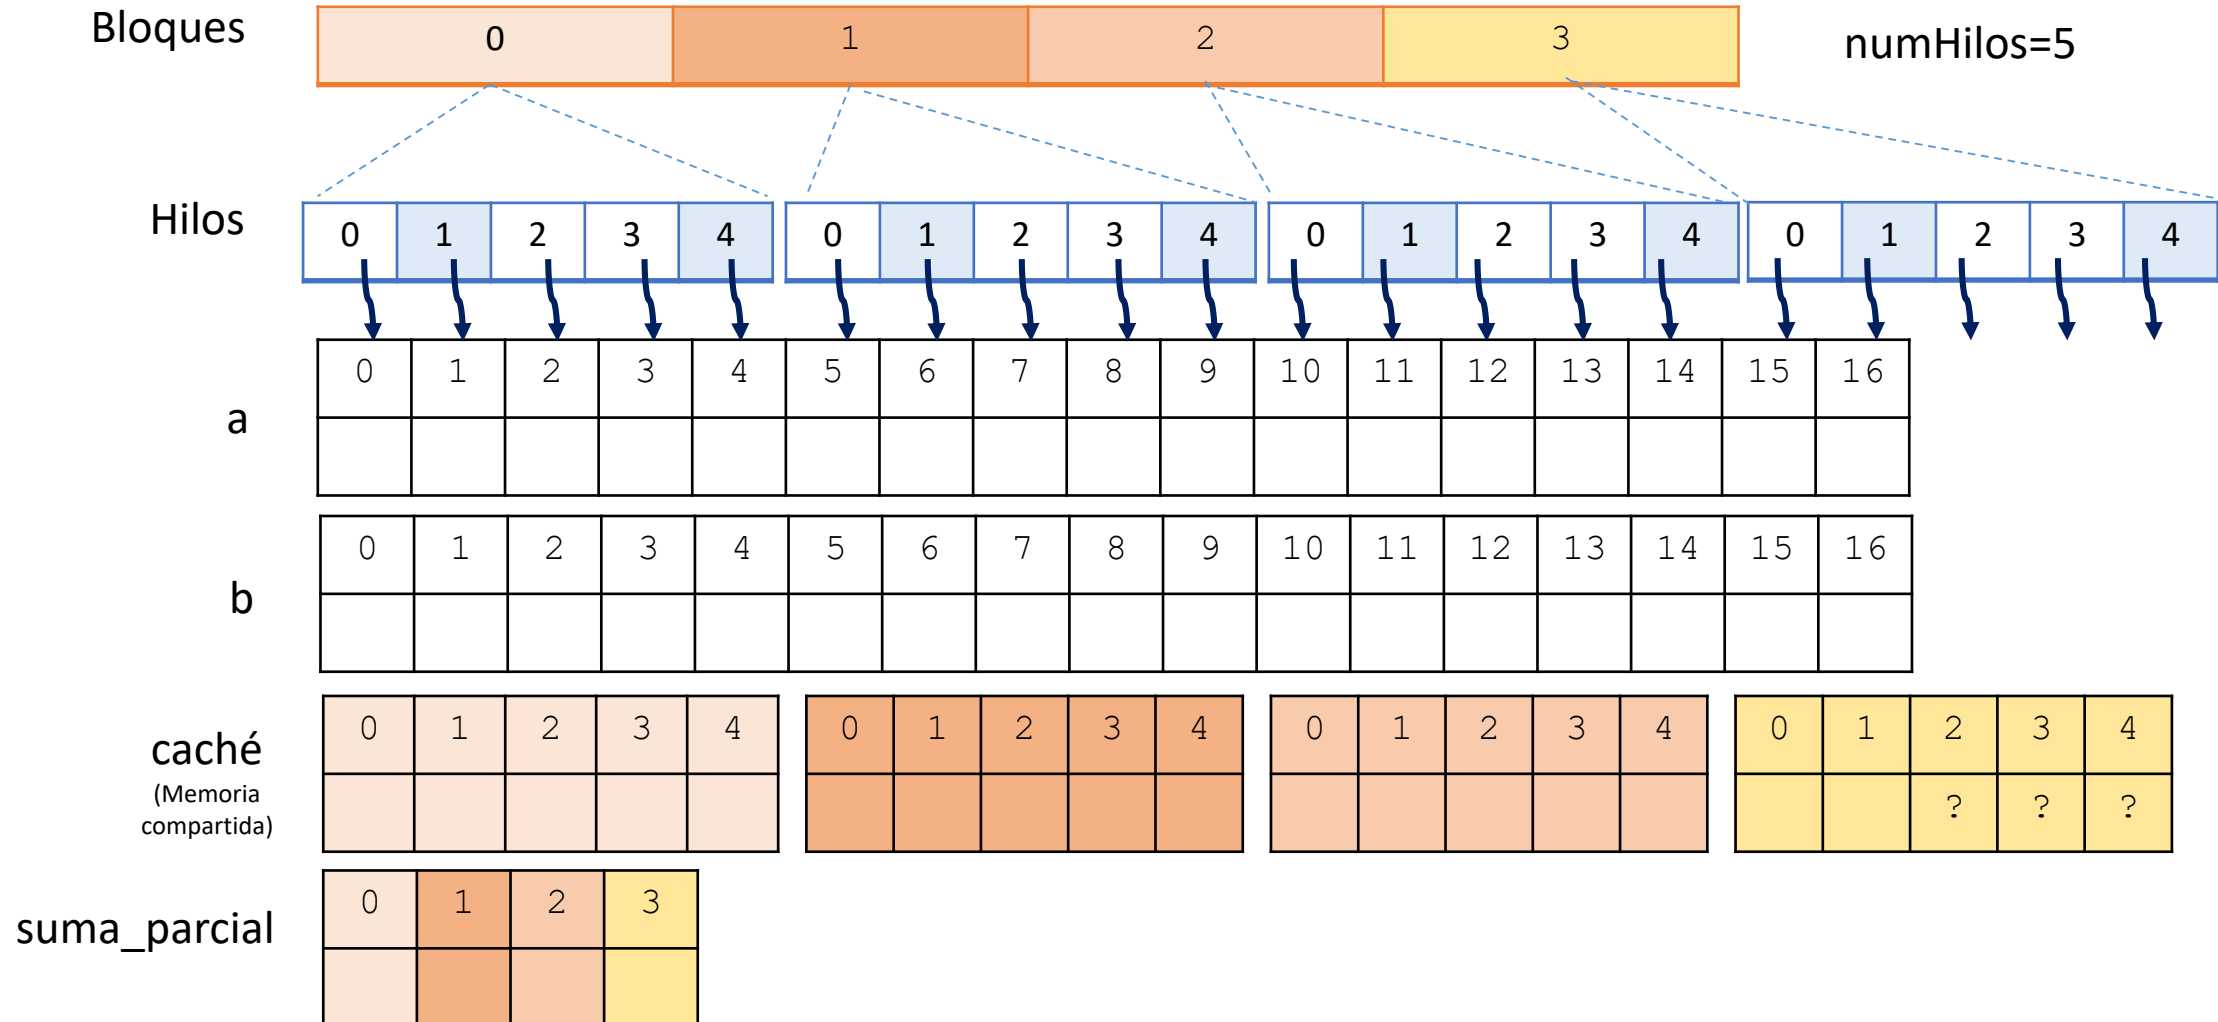 Bloques 0 1 2 3 numHilos=5
Hilos 0 1 2 3 4 0 1 2 3 4 0 1 2 3 4 0 1 2 3 4
0 1 2 3 4 5 6 7 8 9 10 11 12 13 14 15 16
a
0 1 2 3 4 5 6 7 8 9 10 11 12 13 14 15 16
b
0 1 2 3 4 0 1 2 3 4 0 1 2 3 4 0 1 2 3 4
caché
(Memoria
compartida)
? ? ?
0 1 2 3
suma_parcial